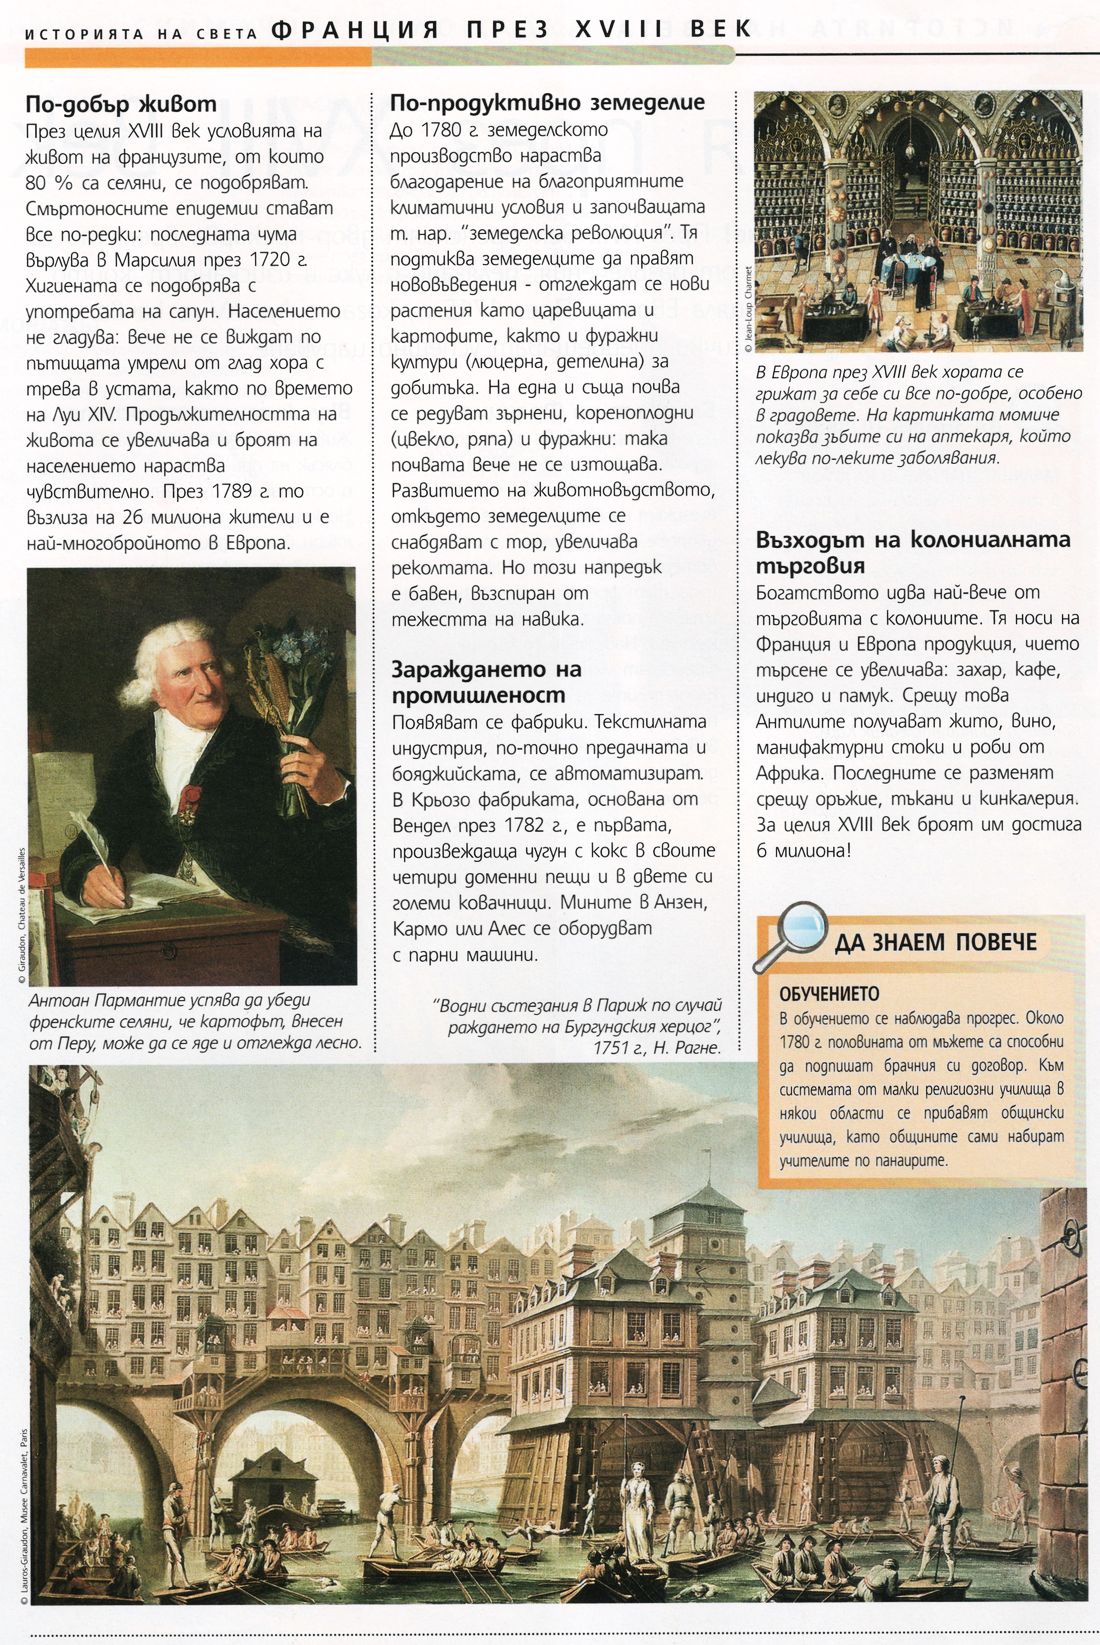 ИСТОРИЯТА НА СВЕТА ФРАНЦИЯ ПРЕЗ XVIII ВЕК
По-добър живот
През целия XVIII век условията на
живот на французите, от които
80 % са селяни, се подобряват.
Смъртоносните епидемии стават
все по-редки: последната чума
върлува в Марсилия през 1720 г.
Хигиената се подобрява с
употребата на сапун. Населението
не гладува: вече не се виждат по
пътищата умрели от глад хора с
трева в устата, както по времето
на Луи XIV. Продължителността на
живота се увеличава и броят на
населението нараства
чувствително. През 1789 г. то
възлиза на 26 милиона жители и е
най-многобройното в Европа.
© Giraudon, Chateau de Versailles
Антоан Пармантие успява да убеди
френските селяни, че картофът, внесен
от Перу, може да се яде и отглежда лесно.
По-продуктивно земеделие
До 1780 г. земеделското
производство нараства
благодарение на благоприятните
климатични условия и започващата
т. нар. “земеделска революция”. Тя
подтиква земеделците да правят
нововъведения - отглеждат се нови
растения като царевицата и
картофите, както и фуражни
култури (люцерна, детелина) за
добитъка. На една и съща почва
се редуват зърнени, кореноплодни
(цвекло, ряпа) и фуражни: така
почвата вече не се изтощава.
Развитието на животновъдството,
откъдето земеделците се
снабдяват с тор, увеличава
реколтата. Но този напредък
е бавен, възспиран от
тежестта на навика.
Зараждането на
промишленост
Появяват се фабрики. Текстилната
индустрия, по-точно предачната и
бояджийската, се автоматизират.
В Крьозо фабриката, основана от
Вендел през 1782 г., е първата,
произвеждаща чугун с кокс в своите
четири доменни пещи и в двете си
големи ковачници. Мините в Анзен,
Кармо или Алес се оборудват
с парни машини.
“Водни състезания в Париж по случай
раждането на Бургундския херцог”,
1751 г., Н. Рагне.
© Jean-Loup Charmet
В Европа през XVIII век хората се
грижат за себе си все по-добре, особено
в градовете. На картинката момиче
показва зъбите си на аптекаря, който
лекува по-леките заболявания.
Възходът на колониалната
търговия
Богатството идва най-вече от
търговията с колониите. Тя носи на
Франция и Европа продукция, чието
търсене се увеличава: захар, кафе,
индиго и памук. Срещу това
Антилите получават жито, вино,
манифактурни стоки и роби от
Африка. Последните се разменят
срещу оръжие, тъкани и кинкалерия.
За целия XVIII век броят им достига
6 милиона!
ДА ЗНАЕМ ПОВЕЧЕ
ОБУЧЕНИЕТО
В обучението се наблюдава прогрес. Около
1780 г. половината от мъжете са способни
да подпишат брачния си договор. Към
системата от малки религиозни училища в
някои области се прибавят общински
училища, като общините сами набират
учителите по панаирите.
© Lauros-Giraudon, Musee Carnavalet, Paris